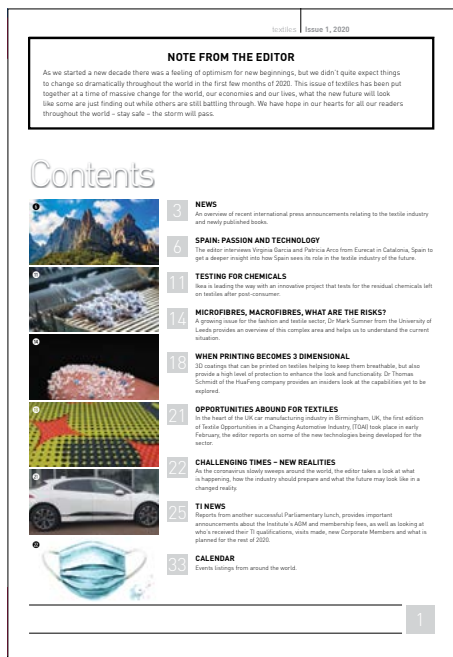 textiles | Issue 1, 2020
NOTE FROM THE EDITOR
As we started a new decade there was a feeling of optimism for new beginnings, but we didn't quite expect things
to change so dramatically throughout the world in the first few months of 2020. This issue of textiles has been put
together at a time of massive change for the world, our economies and our lives, what the new future will look
like some are just finding out while others are still battling through. We have hope in our hearts for all our readers
throughout the world – stay safe – the storm will pass.
Contents
3
NEWS
An overview of recent international press announcements relating to the textile industry
and newly published books.
6
SPAIN: PASSION AND TECHNOLOGY
The editor interviews Virginia Garcia and Patricia Arco from Eurecat in Catalonia, Spain to
get a deeper insight into how Spain sees its role in the textile industry of the future.
11
TESTING FOR CHEMICALS
Ikea is leading the way with an innovative project that tests for the residual chemicals left
on textiles after post-consumer.
14
MICROFIBRES, MACROFIBRES, WHAT ARE THE RISKS?
A growing issue for the fashion and textile sector, Dr Mark Sumner from the University of
Leeds provides an overview of this complex area and helps us to understand the current
situation.
18
WHEN PRINTING BECOMES 3 DIMENSIONAL
3D coatings that can be printed on textiles helping to keep them breathable, but also
provide a high level of protection to enhance the look and functionality. Dr Thomas
Schmidt of the HuaFeng company provides an insiders look at the capabilities yet to be
explored.
21
OPPORTUNITIES ABOUND FOR TEXTILES
In the heart of the UK car manufacturing industry in Birmingham, UK, the first edition
of Textile Opportunities in a Changing Automotive Industry, (TOAI) took place in early
February, the editor reports on some of the new technologies being developed for the
sector.
22
CHALLENGING TIMES – NEW REALITIES
As the coronavirus slowly sweeps around the world, the editor takes a look at what
is happening, how the industry should prepare and what the future may look like in a
changed reality.
25
TI NEWS
Reports from another successful Parliamentary lunch, provides important
announcements about the Institute's AGM and membership fees, as well as looking at
who's received their TI qualifications, visits made, new Corporate Members and what is
planned for the rest of 2020.
33
CALENDAR
Events listings from around the world.
1